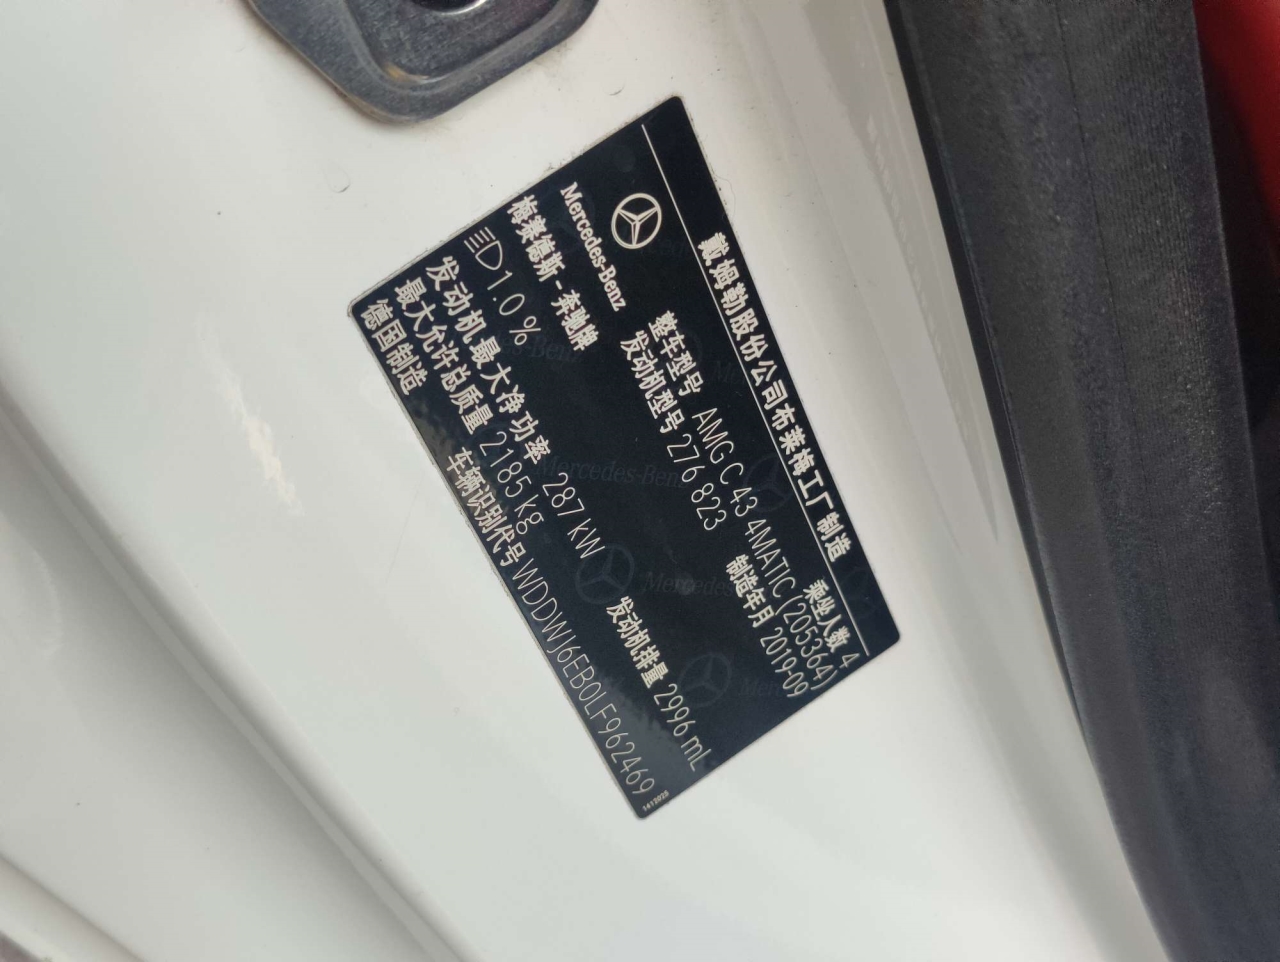 戴姆勒股份公司布莱梅工厂制造
乘坐人数 4
Mercedes-Benz
整车型号 AMG C 43 4MATIC (205364)
发动机型号 276 823
制造年月 2019-09
梅赛德斯-奔驰牌
1.0 %
发动机最大净功率 287 kW
发动机排量 2996 mL
最大允许总质量 2185 kg
德国制造
车辆识别代号 WDDWJ6EB0LF962469
1412025